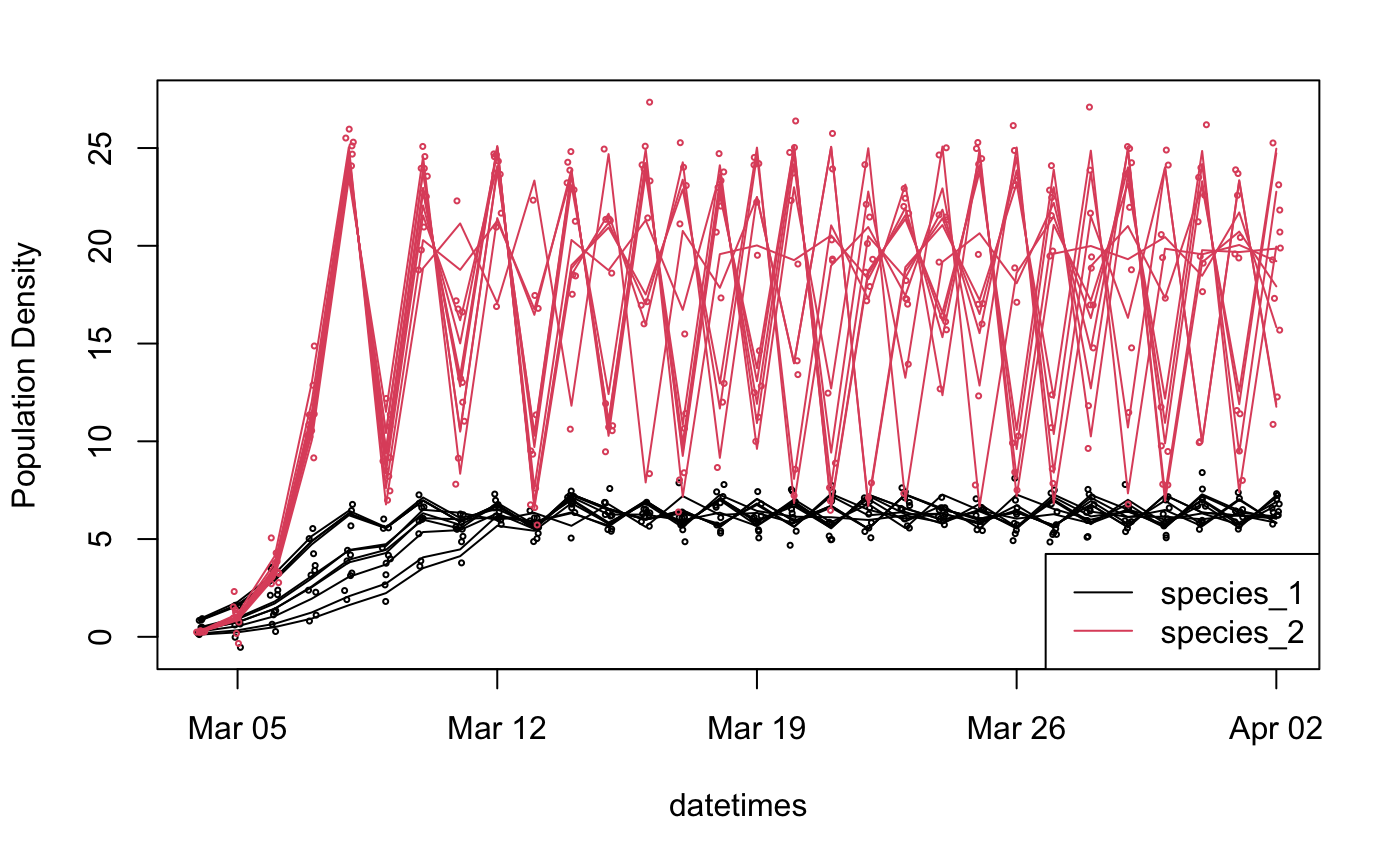 Population Density
25
20
15
10
5
0
species_1
species_2
Mar 05 Mar 12 Mar 19 Mar 26 Apr 02
datetimes